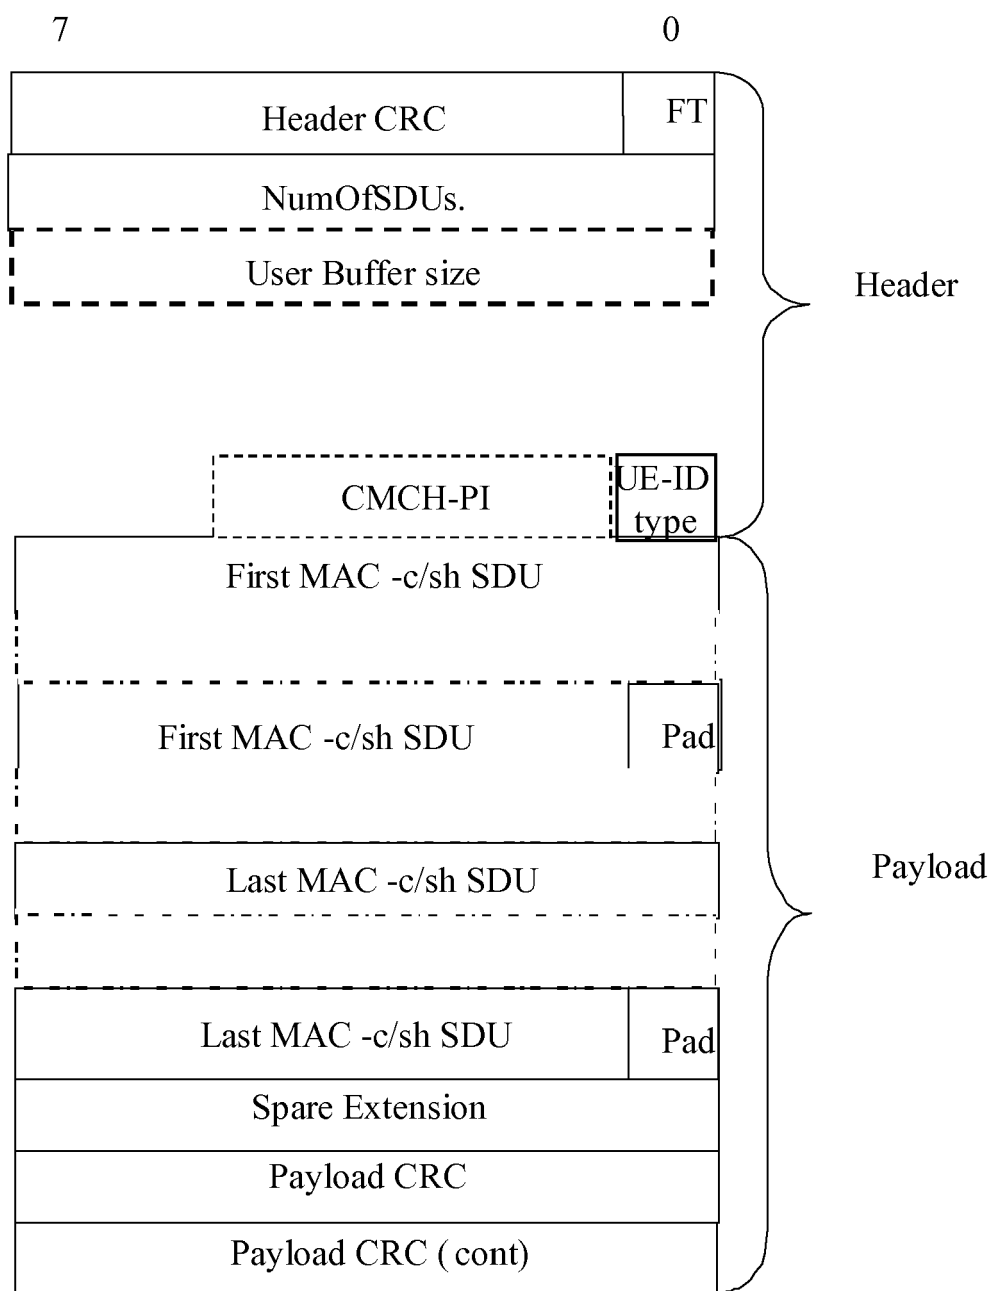 7 0
Header CRC FT
NumOfSDUs.
User Buffer size
Header
CMCH-PI UE-ID
type
First MAC -c/sh SDU
First MAC -c/sh SDU Pad
Payload
Last MAC -c/sh SDU
Last MAC -c/sh SDU Pad
Spare Extension
Payload CRC
Payload CRC ( cont)